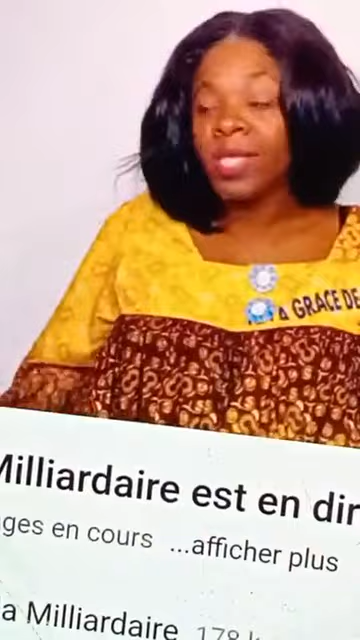 A GRACE DE
Milliardaire est en dir
ges en cours ...afficher plus
a Milliardaire 178 k